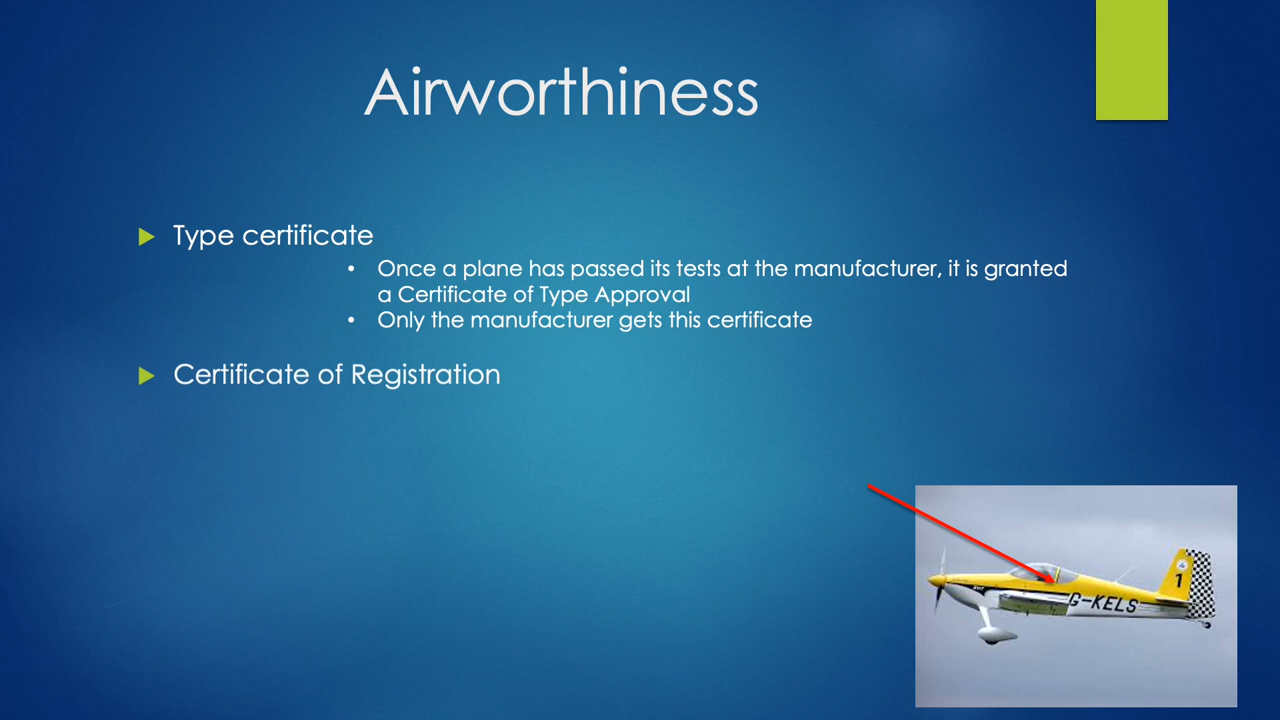 Airworthiness
Type certificate
• Once a plane has passed its tests at the manufacturer, it is granted
a Certificate of Type Approval
• Only the manufacturer gets this certificate
Certificate of Registration
1
G-KELS